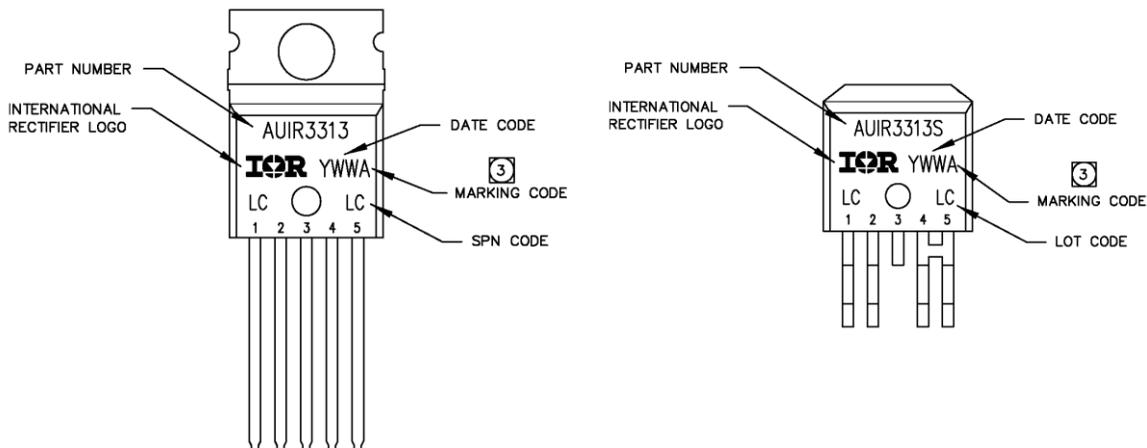 PART NUMBER
INTERNATIONAL
RECTIFIER LOGO
AUIR3313
DATE CODE
IOR YWWA
3
MARKING CODE
LC LC
1 2 3 4 5
SPN CODE
PART NUMBER
INTERNATIONAL
RECTIFIER LOGO
AUIR3313S
DATE CODE
IOR YWWA
3
MARKING CODE
LC LC
1 2 3 4 5
LOT CODE